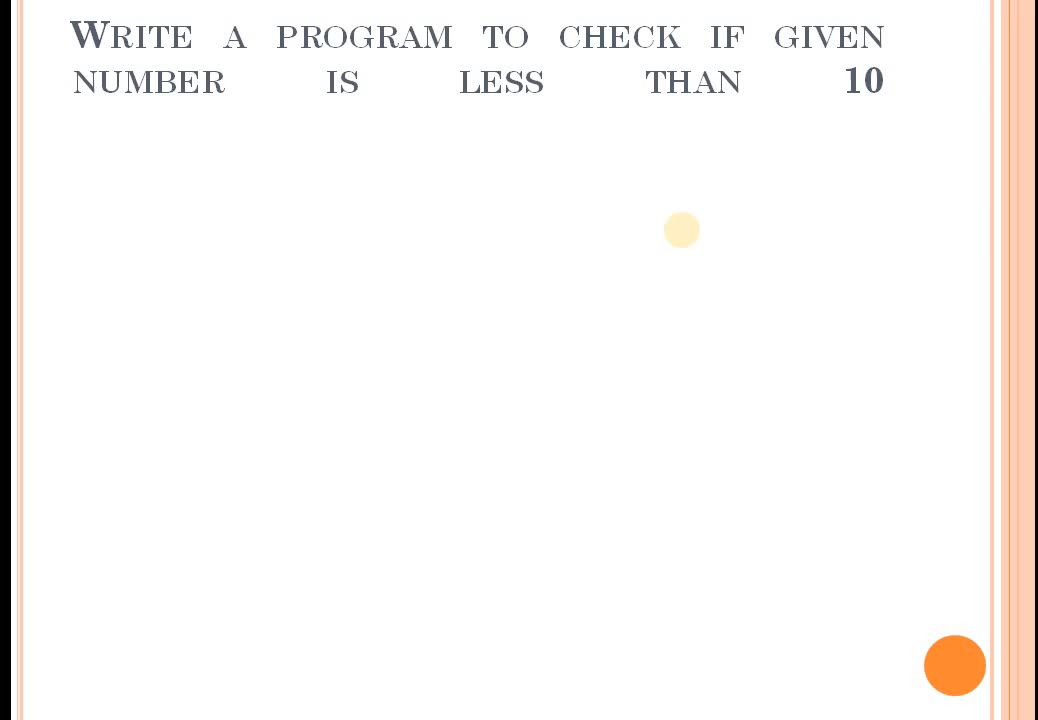 WRITE A PROGRAM TO CHECK IF GIVEN
NUMBER IS LESS THAN 10